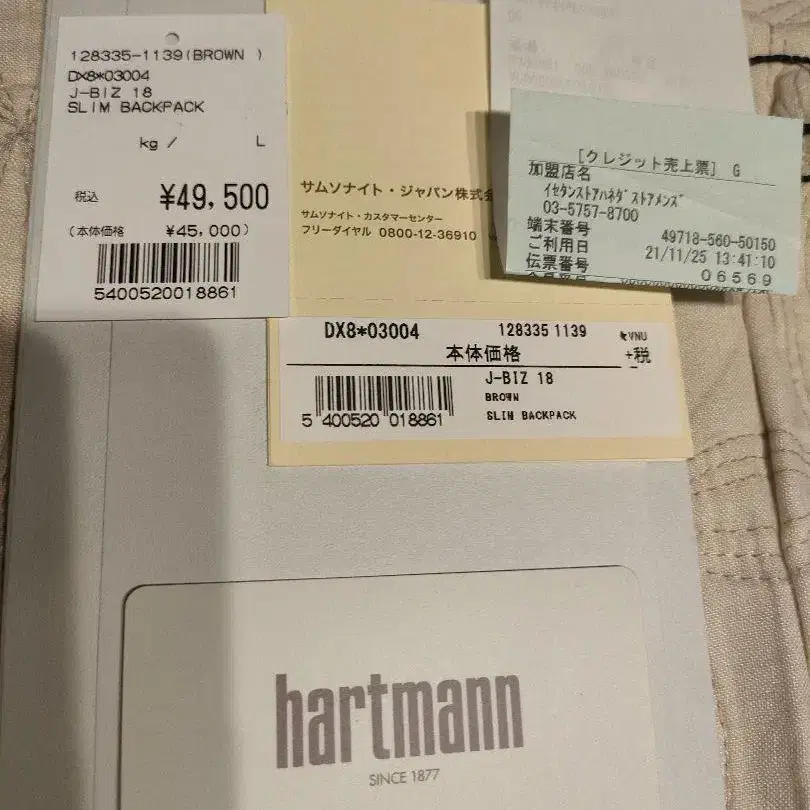 128335-1139(BROWN )
DX8*03004
J-BIZ 18
SLIM BACKPACK
kg / L
税込 ¥49,500
(本体価格 ¥45,000)
5400520018861
サムソナイト・ジャパン株式会
サムソナイト・カスタマーセンター
フリーダイヤル 0800-12-36910
[クレジット売上票] G
加盟店名
イセタンストアハネダストアメンズ
03-5757-8700
端末番号 49718-560-50150
ご利用日 21/11/25 13:41:10
伝票番号 06569
DX8*03004 128335 1139 VNU
本体価格 +税
J-BIZ 18
BROWN
SLIM BACKPACK
5 400520 018861
hartmann
SINCE 1877